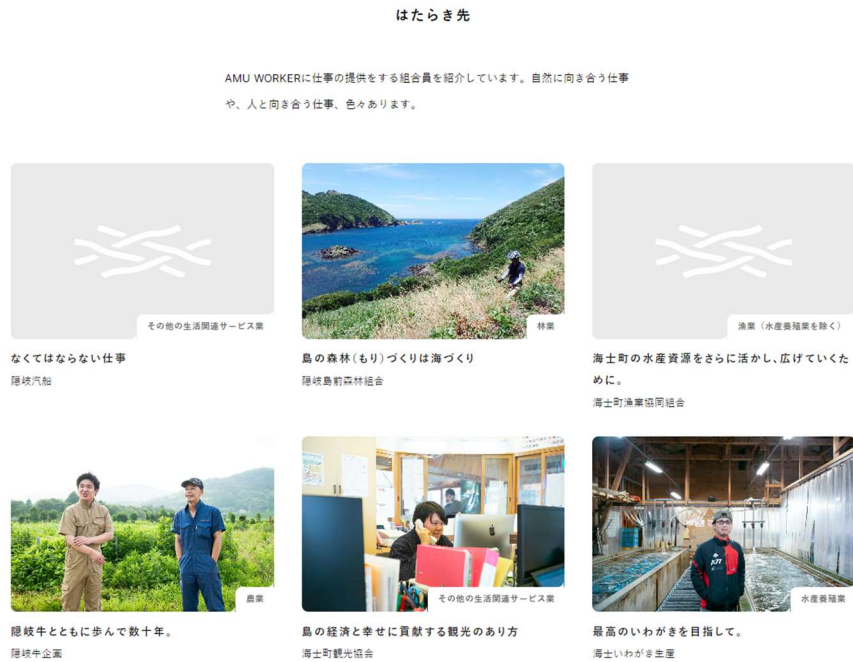 はたらき先
AMU WORKERに仕事の提供をする組合員を紹介しています。自然に向き合う仕事
や、人と向き合う仕事、色々あります。
その他の生活関連サービス業
なくてはならない仕事
隠岐汽船
林業
島の森林（もり）づくりは海づくり
隠岐島前森林組合
漁業（水産養殖業を除く）
海士町の水産資源をさらに活かし、広げていくた
めに。
海士町漁業協同組合
農業
隠岐牛とともに歩んで数十年。
隠岐牛企画
その他の生活関連サービス業
島の経済と幸せに貢献する観光のあり方
海士町観光協会
水産養殖業
最高のいわがきを目指して。
海士いわがき生産